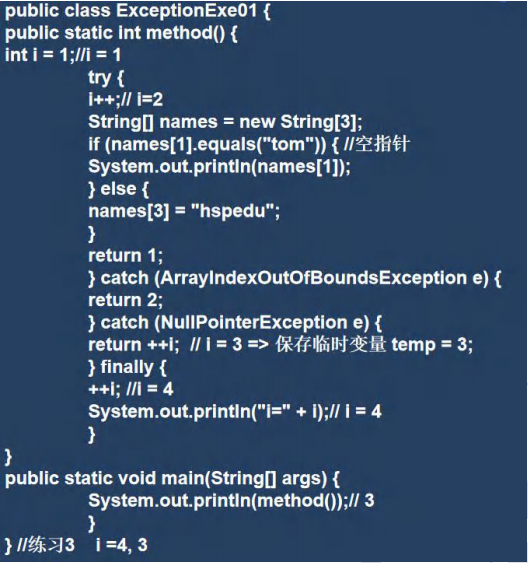 public class ExceptionExe01 {
public static int method() {
int i = 1;//i = 1
try {
i++;// i=2
String[] names = new String[3];
if (names[1].equals("tom")) { //空指针
System.out.println(names[1]);
} else {
names[3] = "hspedu";
}
return 1;
} catch (ArrayIndexOutOfBoundsException e) {
return 2;
} catch (NullPointerException e) {
return ++i; // i = 3 => 保存临时变量 temp = 3;
} finally {
++i; //i = 4
System.out.println("i=" + i);// i = 4
}
}
public static void main(String[] args) {
System.out.println(method());// 3
}
} //练习3 i =4, 3